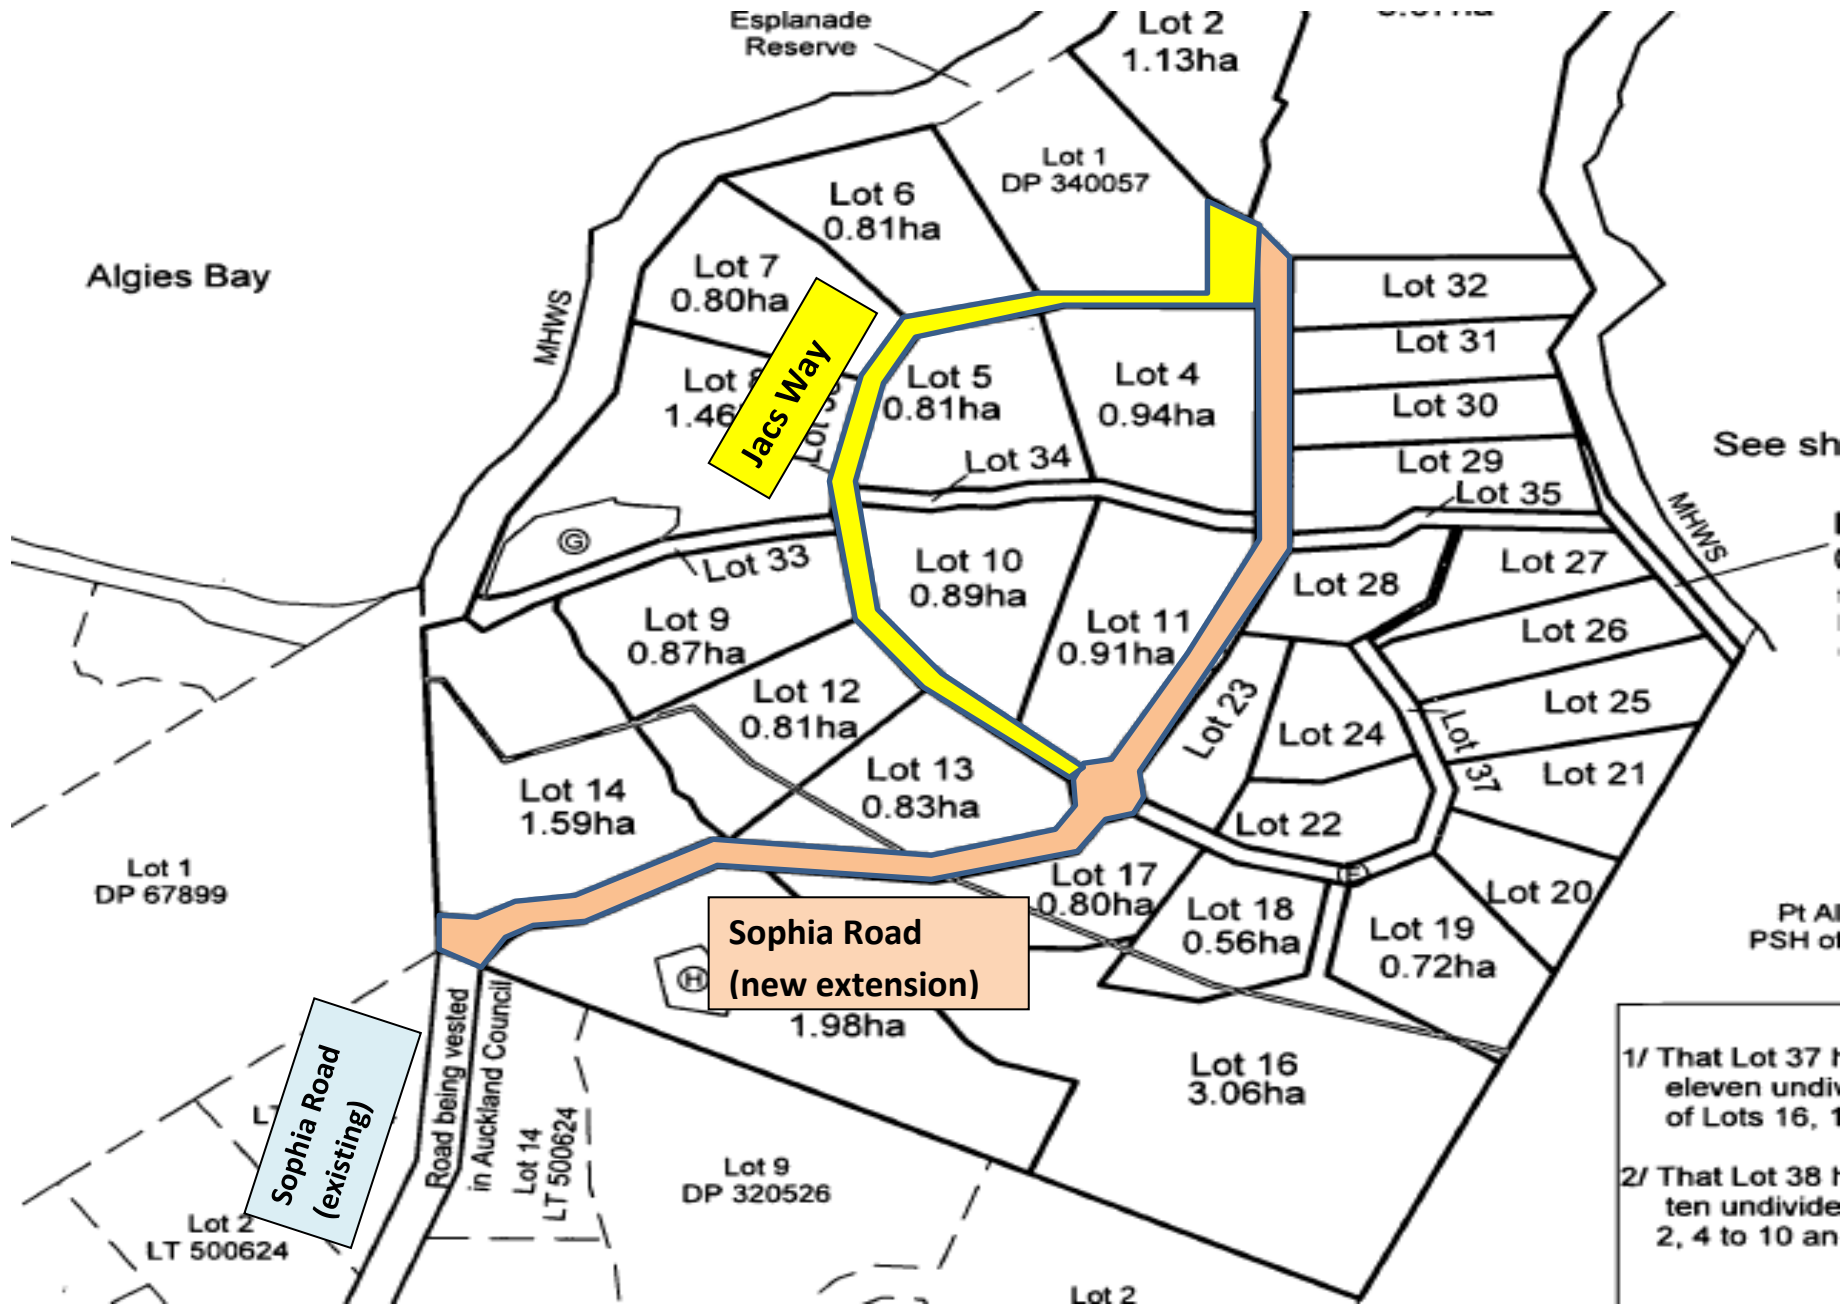 Esplanade
Reserve
Lot 2
1.13ha
Lot 1
DP 340057
Lot 6
0.81ha
Algies Bay
Lot 7
0.80ha
MHWS
Lot 32
Lot 31
Lot 30
Lot 29
Lot 35
See sh
MHWS
Lot 8
1.46
Jacs Way
Lot 5
0.81ha
Lot 4
0.94ha
Lot 34
G
Lot 33
Lot 10
0.89ha
Lot 28
Lot 27
Lot 9
0.87ha
Lot 11
0.91ha
Lot 26
Lot 12
0.81ha
Lot 23
Lot 24
Lot 25
Lot 37
Lot 13
0.83ha
Lot 21
Lot 14
1.59ha
Lot 22
E
Lot 1
DP 67899
Lot 17
0.80ha
Lot 20
Lot 18
0.56ha
Lot 19
0.72ha
Pt Al
PSH of
Sophia Road
(new extension)
H
1.98ha
Lot 16
3.06ha
Road being vested
in Auckland Council
Sophia Road
(existing)
Lot 14
LT 500624
Lot 9
DP 320526
Lot 2
LT 500624
Lot 2
1/ That Lot 37 h
eleven undiv
of Lots 16, 1
2/ That Lot 38 h
ten undivide
2, 4 to 10 an